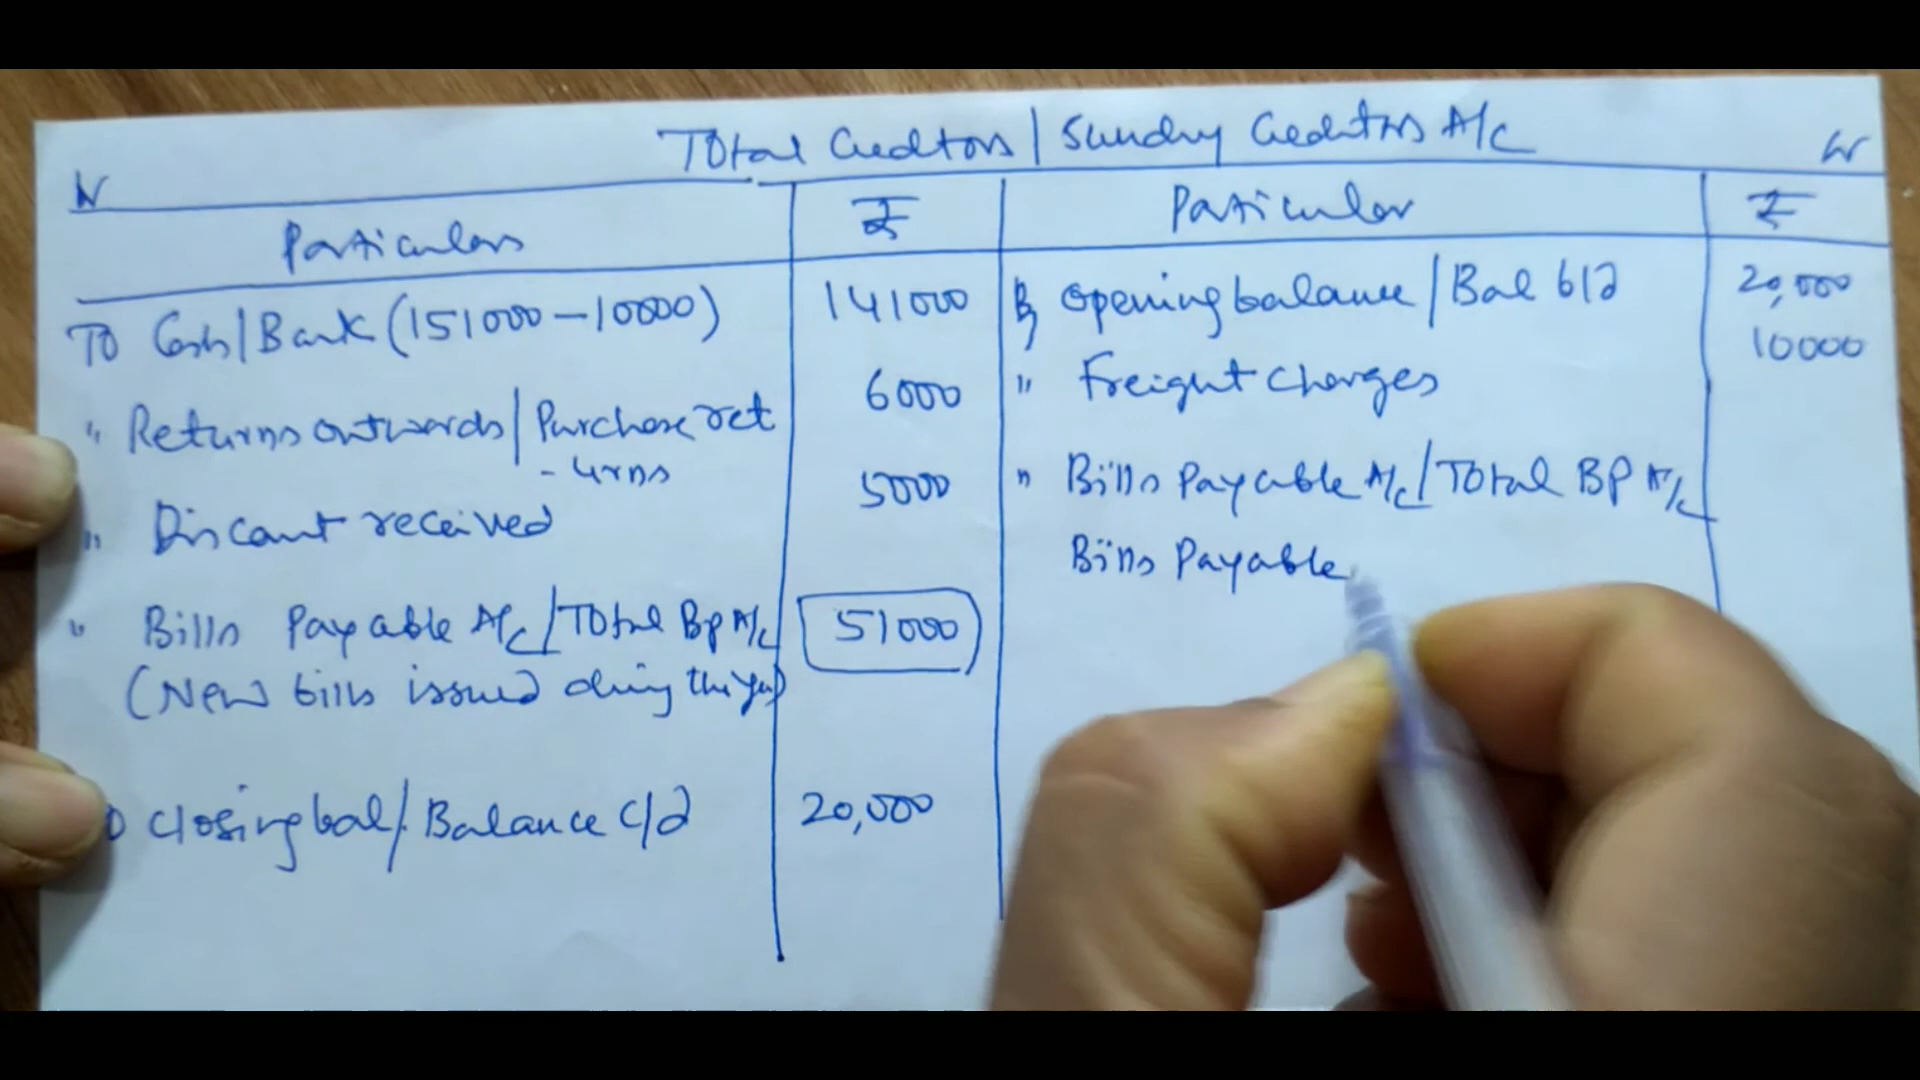 Total Creditors / Sundry Creditors A/c
Dr
Cr
Particulars ₹ Particular ₹
To Cash/Bank (151000-10000) 141000 By Opening balance / Bal b/d 20,000
10000
" Returns outwards / Purchase ret 6000 " Freight charges
- urns
" Discount received 5000 " Bills Payable A/c / Total BP A/c
" Bills Payable A/c / Total Bp A/c 51000 Bills Payable
(New bills issued during the year)
Closing bal / Balance c/d 20,000